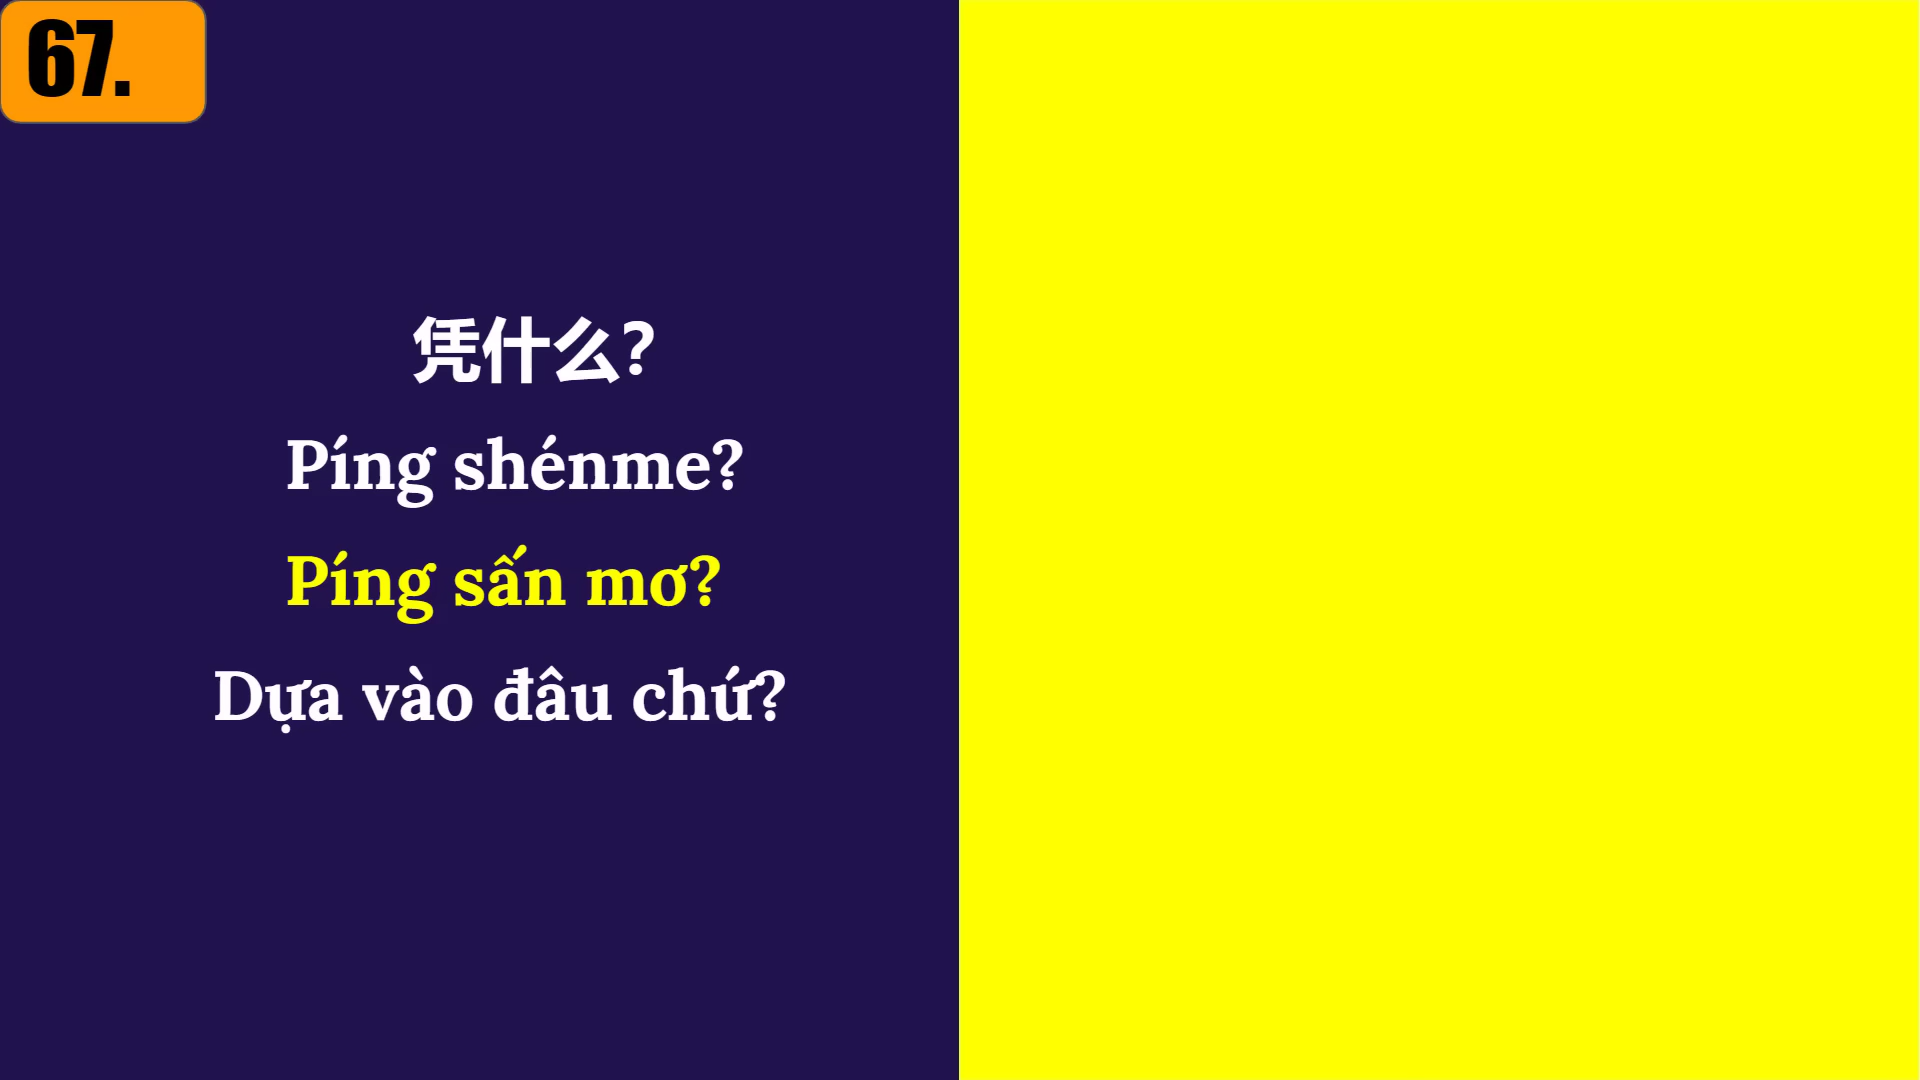 67.
凭什么?
Píng shénme?
Píng sấn mơ?
Dựa vào đâu chứ?